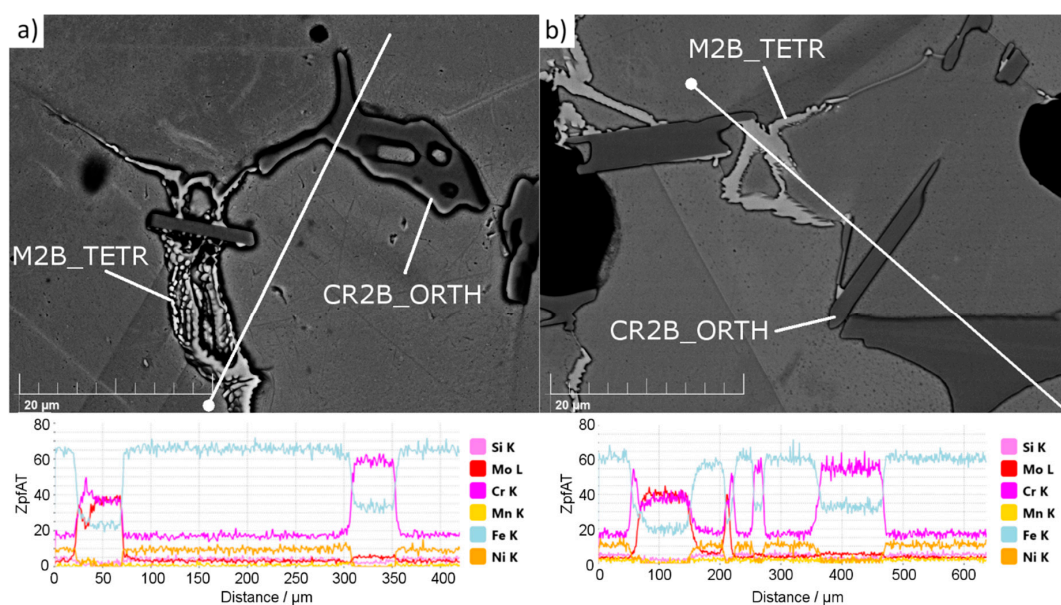 a)
M2B_TETR
CR2B_ORTH
20 µm
b)
M2B_TETR
CR2B_ORTH
20 µm
80
60
40
20
0
ZpfAT
0 50 100 150 200 250 300 350 400
Distance / µm
Si K
Mo L
Cr K
Mn K
Fe K
Ni K
80
60
40
20
0
ZpfAT
0 100 200 300 400 500 600
Distance / µm
Si K
Mo L
Cr K
Mn K
Fe K
Ni K